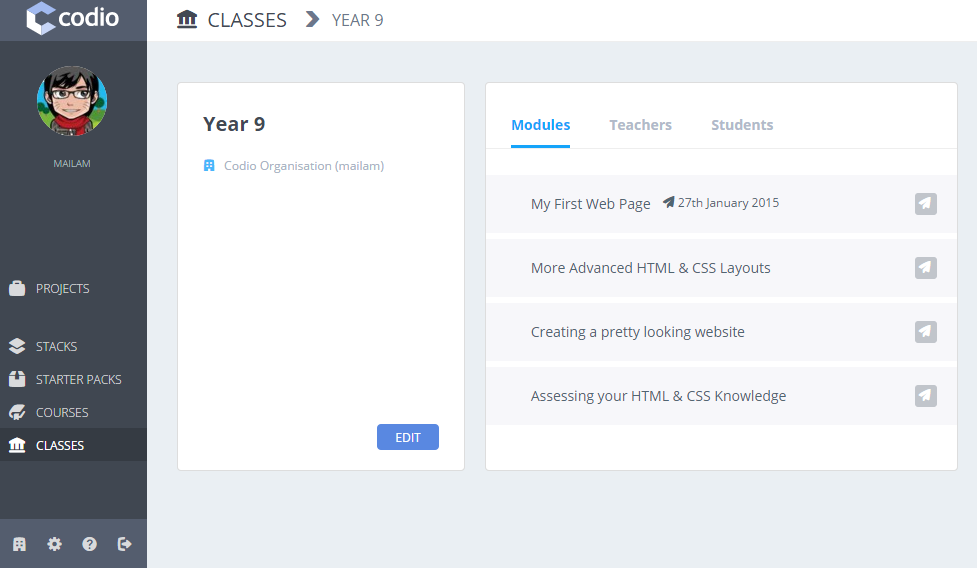 codio
CLASSES YEAR 9
MAILAM
PROJECTS
STACKS
STARTER PACKS
COURSES
CLASSES
Year 9
Codio Organisation (mailam)
EDIT
Modules Teachers Students
My First Web Page 27th January 2015
More Advanced HTML & CSS Layouts
Creating a pretty looking website
Assessing your HTML & CSS Knowledge